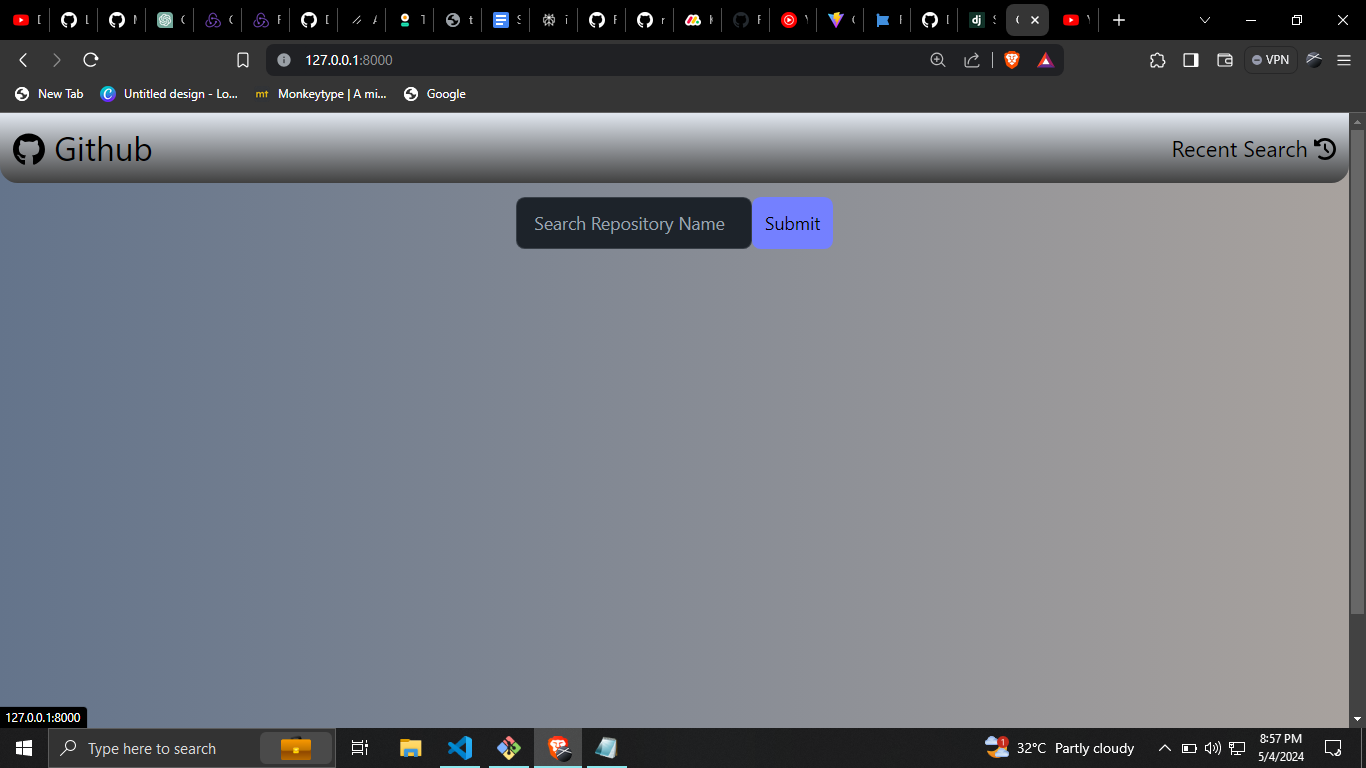 127.0.0.1:8000
VPN
New Tab
Untitled design - Lo...
mt
Monkeytype | A mi...
Google
Github
Recent Search
Search Repository Name
Submit
127.0.0.1:8000
Type here to search
1
32°C Partly cloudy
8:57 PM
5/4/2024